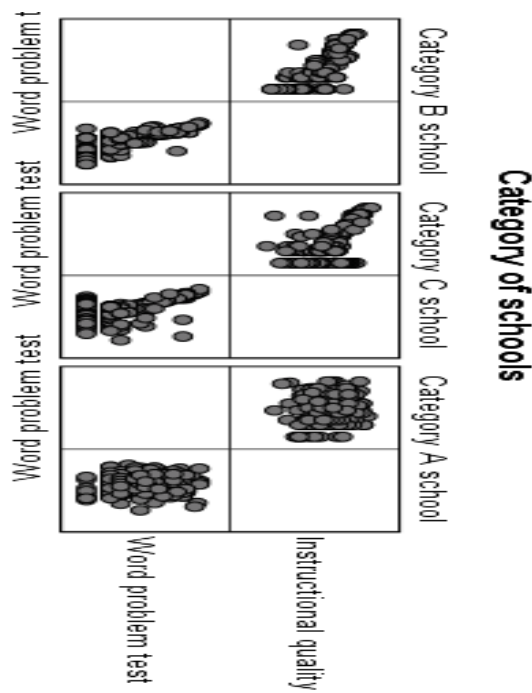 Category of schools
Category B school
Category C school
Category A school
Word problem t
Word problem test
Word problem test
Instructional quality
Word problem test